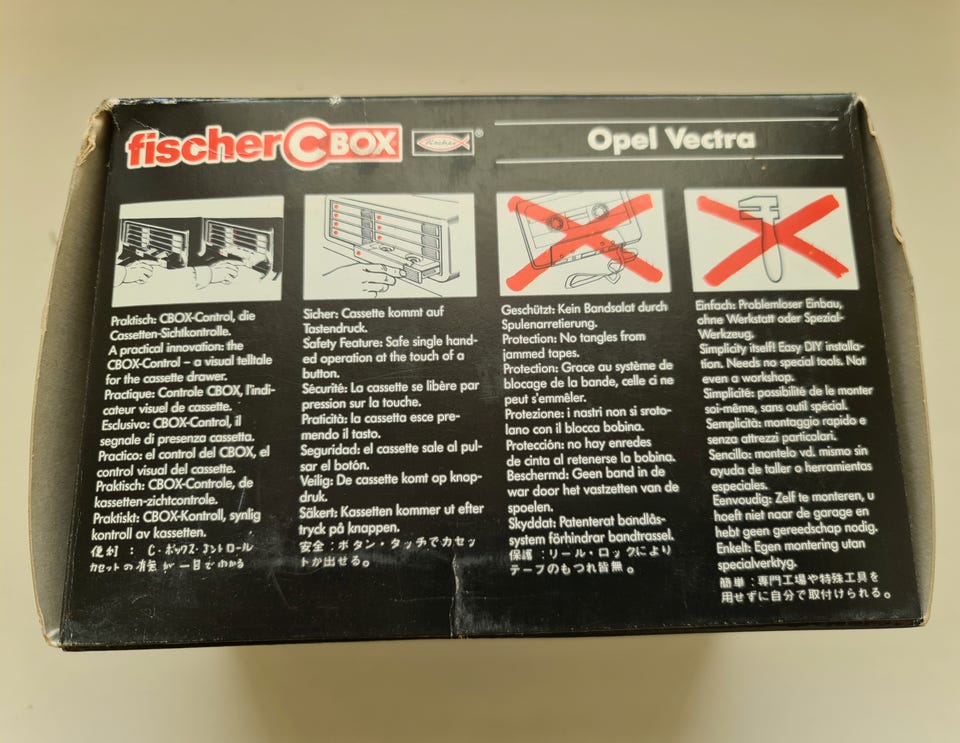 fischer CBOX fischer ®
Opel Vectra
Praktisch: CBOX-Control, die
Cassetten-Sichtkontrolle.
A practical innovation: the
CBOX-Control – a visual telltale
for the cassette drawer.
Practique: Controle CBOX, l'indi-
cateur visuel de cassette.
Esclusivo: CBOX-Control, il
segnale di presenza cassetta.
Practico: el control del CBOX, el
control visual del cassette.
Praktisch: CBOX-Controle, de
kassetten-zichtcontrole.
Praktiskt: CBOX-Kontroll, synlig
kontroll av kassetten.
便利 : C・ボックス・コントロール
カセットの有無が一目でわかる
Sicher: Cassette kommt auf
Tastendruck.
Safety Feature: Safe single hand-
ed operation at the touch of a
button.
Sécurité: La cassette se libère par
pression sur la touche.
Praticità: la cassetta esce pre-
mendo il tasto.
Seguridad: el cassette sale al pul-
sar el botón.
Veilig: De cassette komt op knop-
druk.
Säkert: Kassetten kommer ut efter
tryck på knappen.
安全 : ボタン・タッチでカセッ
トが出せる。
Geschützt: Kein Bandsalat durch
Spulenarretierung.
Protection: No tangles from
jammed tapes.
Protection: Grace au système de
blocage de la bande, celle ci ne
peut s'emmêler.
Protezione: i nastri non si sroto-
lano con il blocca bobina.
Protección: no hay enredes
de cinta al retenerse la bobina.
Beschermd: Geen band in de
war door het vastzetten van de
spoelen.
Skyddat: Patenterat bandlås-
system förhindrar bandtrassel.
保護 : リール・ロックにより
テープのもつれ皆無。
Einfach: Problemloser Einbau,
ohne Werkstatt oder Spezial-
Werkzeug.
Simplicity itself! Easy DIY installa-
tion. Needs no special tools. Not
even a workshop.
Simplicité: possibilité de le monter
soi-même, sans outil spécial.
Semplicità: montaggio rapido e
senza attrezzi particolari.
Sencillo: montelo vd. mismo sin
ayuda de taller o herramientas
especiales.
Eenvoudig: Zelf te monteren, u
hoeft niet naar de garage en
hebt geen gereedschap nodig.
Enkelt: Egen montering utan
specialverktyg.
簡単 : 専門工場や特殊工具を
用せずに自分で取付けられる。